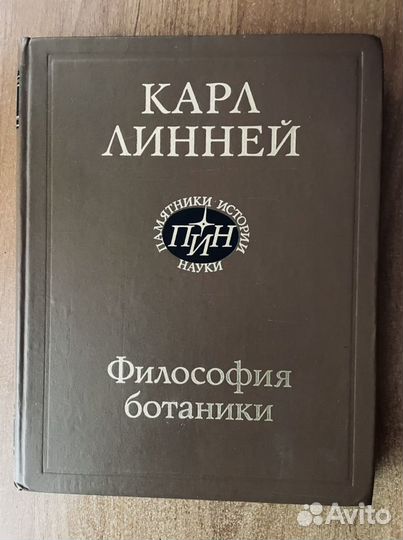 КАРЛ
ЛИННЕЙ
ПАМЯТНИКИ ИСТОРИИ
ПИН
НАУКИ
Философия
ботаники
Avito